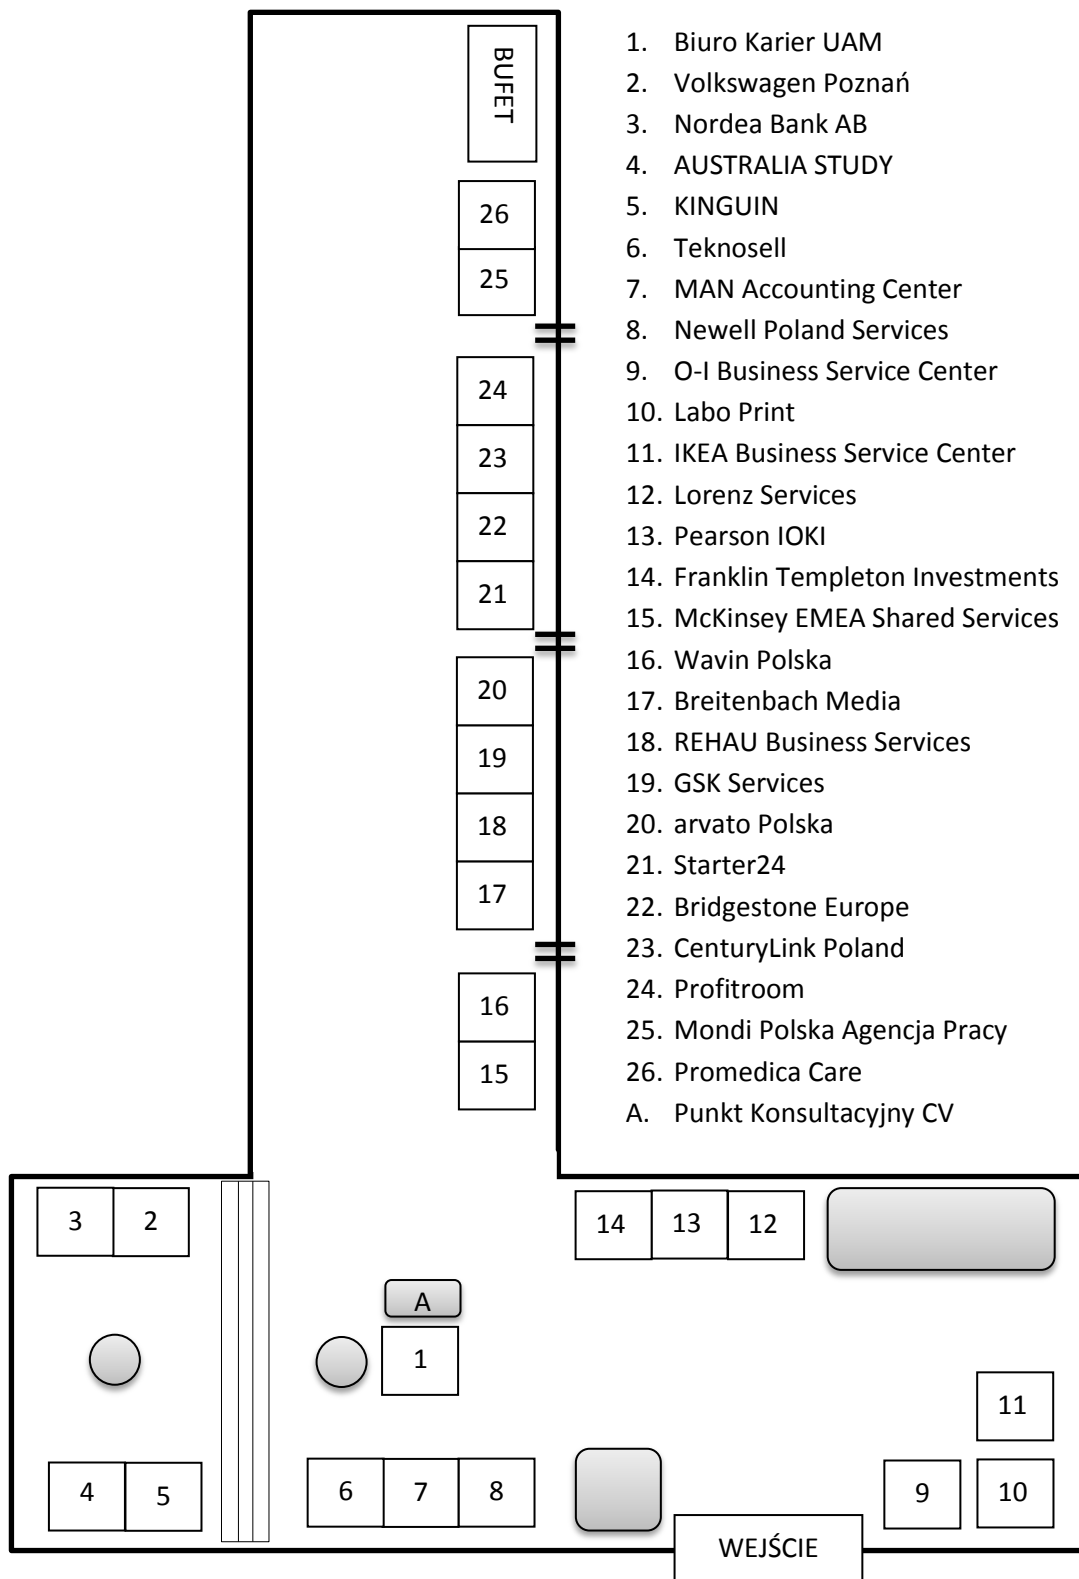 BUFET
26
25
24
23
22
21
20
19
18
17
16
15
1. Biuro Karier UAM
2. Volkswagen Poznań
3. Nordea Bank AB
4. AUSTRALIA STUDY
5. KINGUIN
6. Teknosell
7. MAN Accounting Center
8. Newell Poland Services
9. O-I Business Service Center
10. Labo Print
11. IKEA Business Service Center
12. Lorenz Services
13. Pearson IOKI
14. Franklin Templeton Investments
15. McKinsey EMEA Shared Services
16. Wavin Polska
17. Breitenbach Media
18. REHAU Business Services
19. GSK Services
20. arvato Polska
21. Starter24
22. Bridgestone Europe
23. CenturyLink Poland
24. Profitroom
25. Mondi Polska Agencja Pracy
26. Promedica Care
A. Punkt Konsultacyjny CV
3 2 14 13 12
A
1
11
4 5 6 7 8 9 10
WEJŚCIE